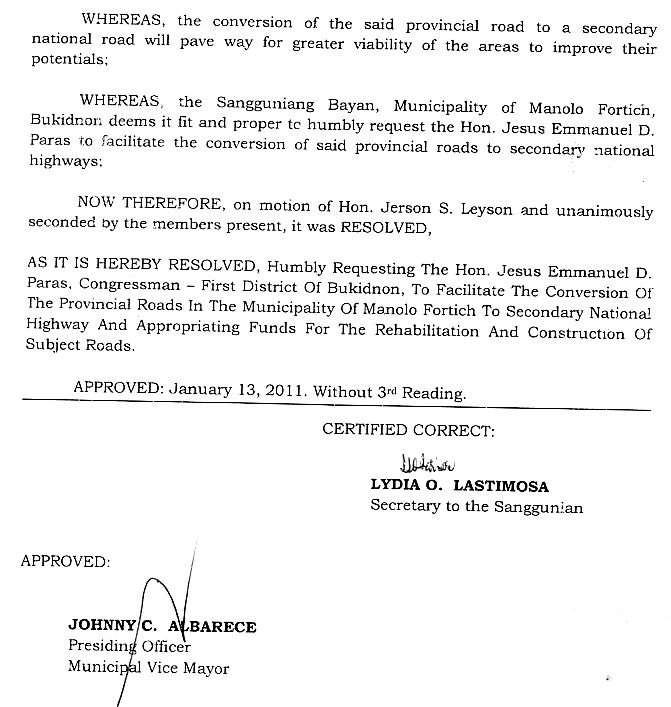 WHEREAS, the conversion of the said provincial road to a secondary
national road will pave way for greater viability of the areas to improve their
potentials;
WHEREAS, the Sangguniang Bayan, Municipality of Manolo Fortich,
Bukidnon deems it fit and proper to humbly request the Hon. Jesus Emmanuel D.
Paras to facilitate the conversion of said provincial roads to secondary national
highways;
NOW THEREFORE, on motion of Hon. Jerson S. Leyson and unanimously
seconded by the members present, it was RESOLVED,
AS IT IS HEREBY RESOLVED, Humbly Requesting The Hon. Jesus Emmanuel D.
Paras, Congressman – First District Of Bukidnon, To Facilitate The Conversion Of
The Provincial Roads In The Municipality Of Manolo Fortich To Secondary National
Highway And Appropriating Funds For The Rehabilitation And Construction Of
Subject Roads.
APPROVED: January 13, 2011. Without 3rd Reading.
CERTIFIED CORRECT:
LYDIA O. LASTIMOSA
Secretary to the Sanggunian
APPROVED:
JOHNNY C. ALBARECE
Presiding Officer
Municipal Vice Mayor